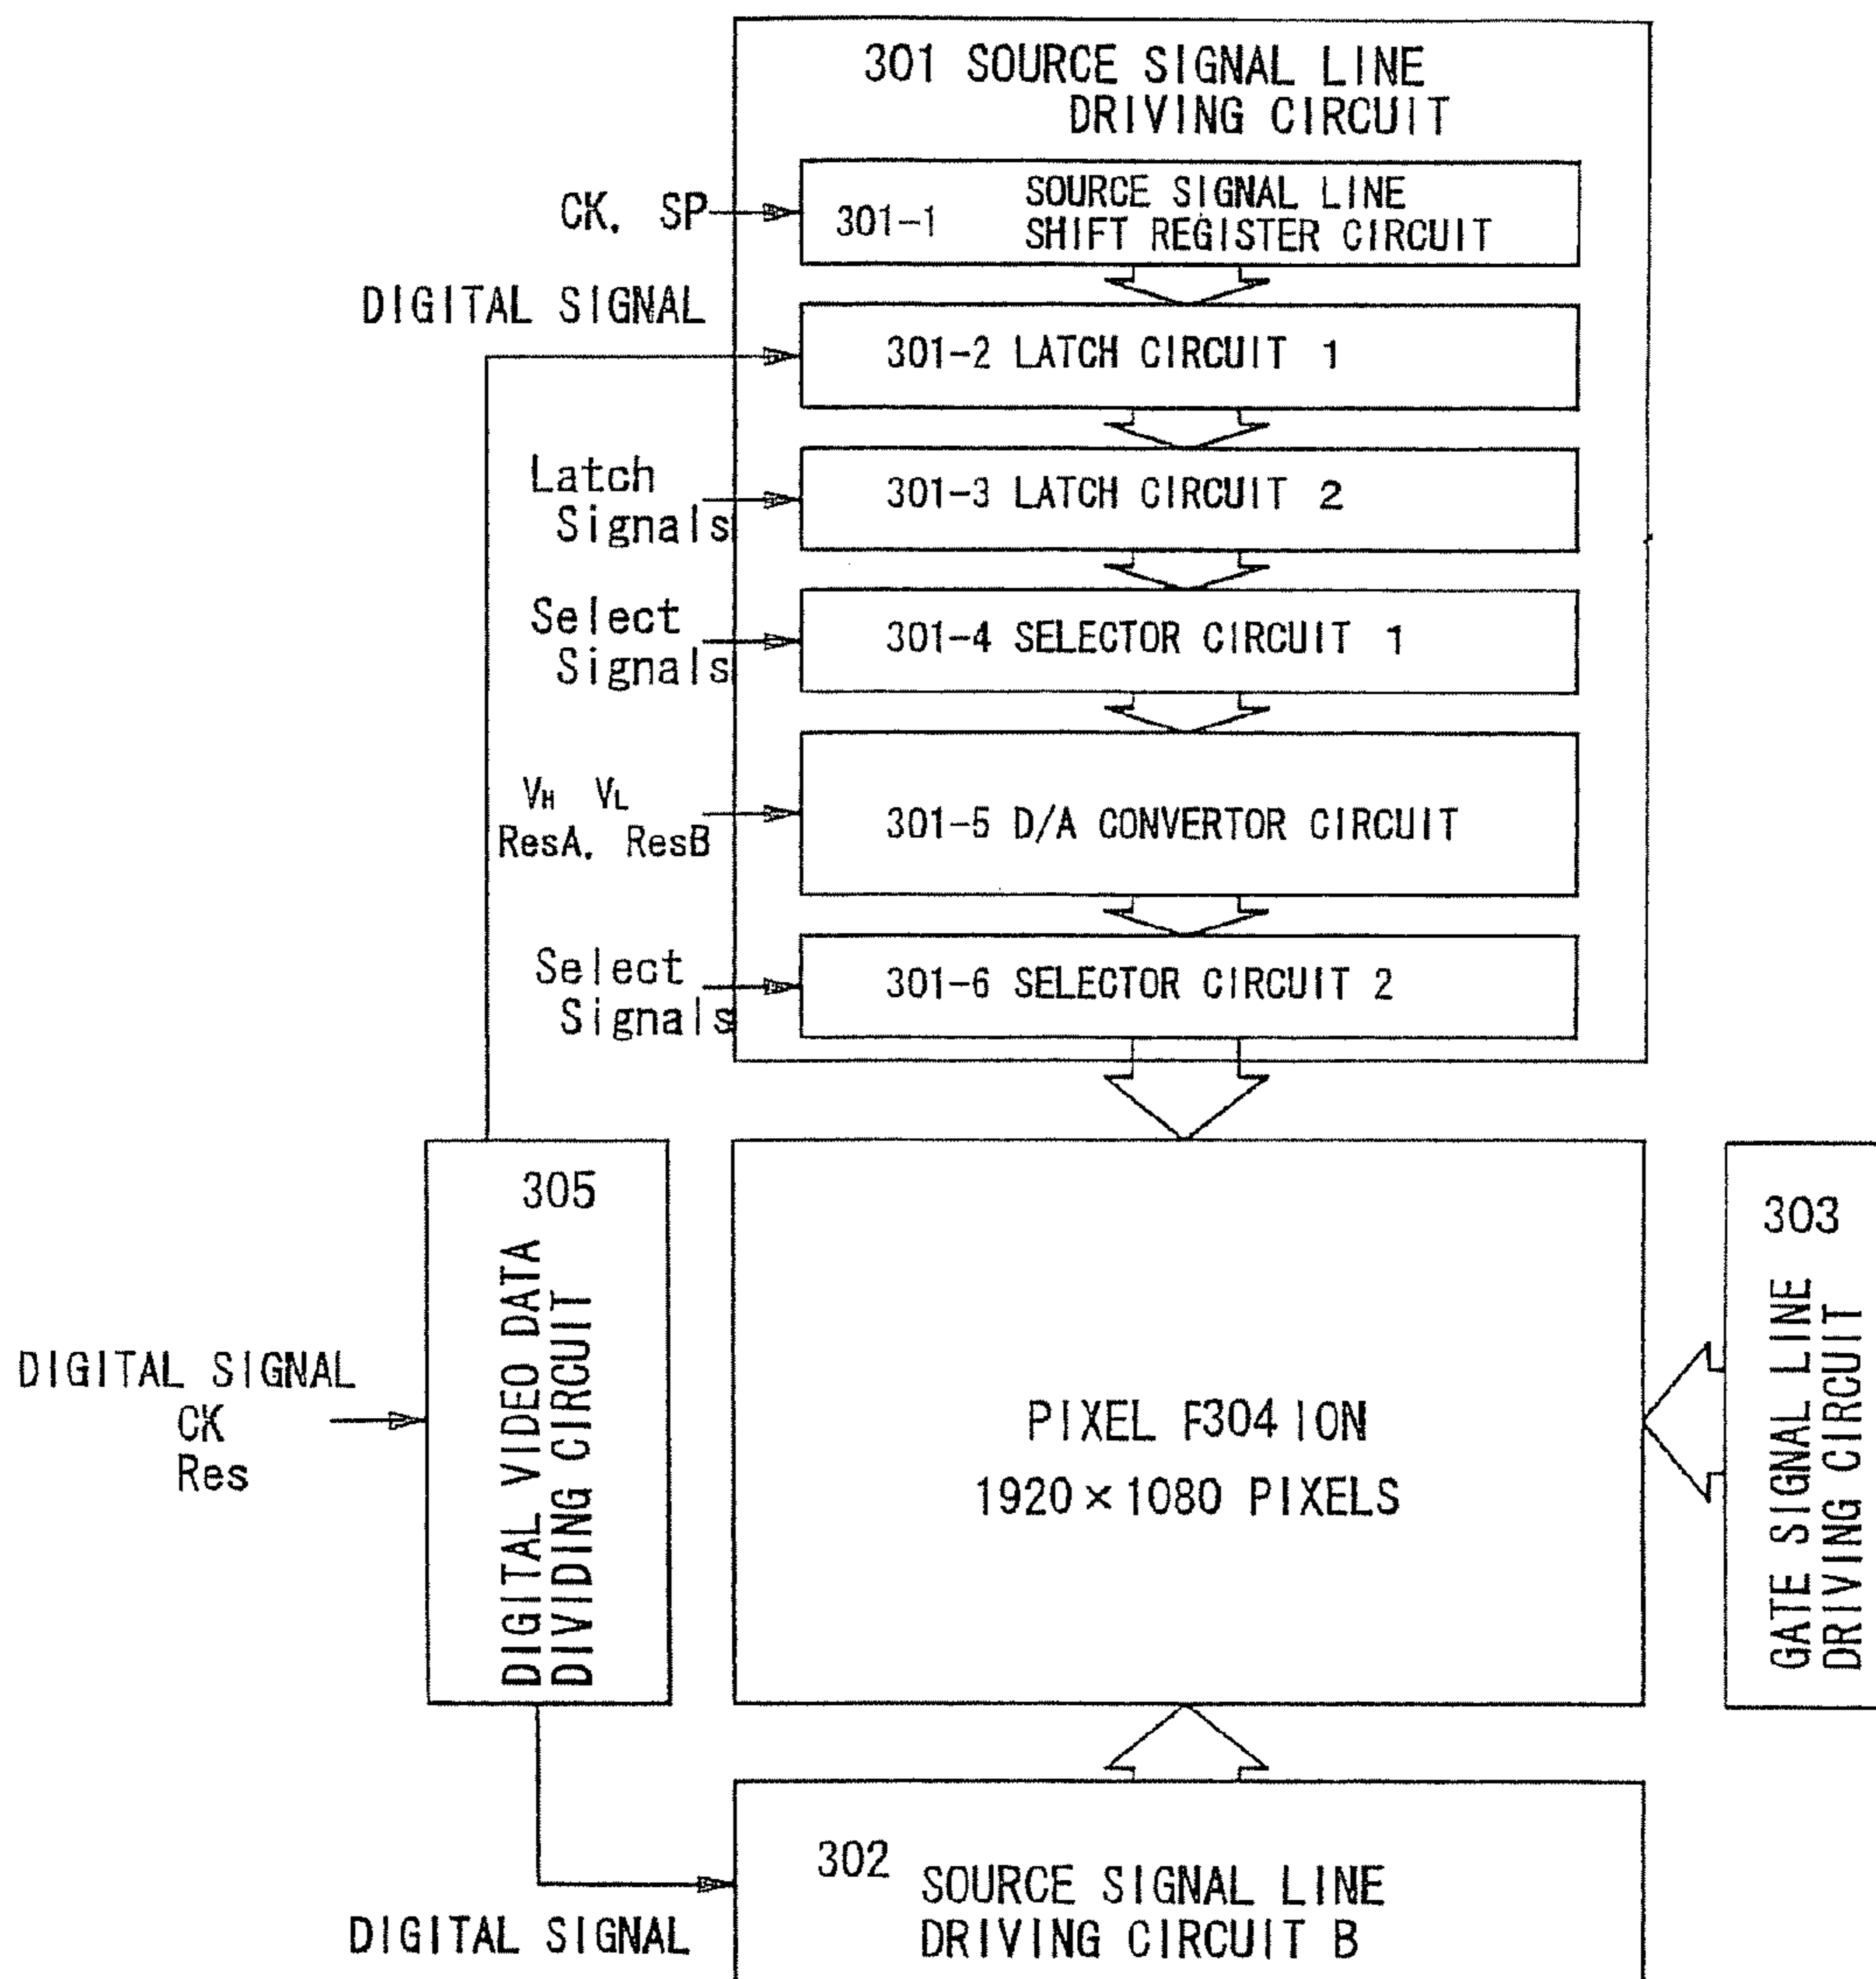 301 SOURCE SIGNAL LINE
DRIVING CIRCUIT
CK. SP
301-1
SOURCE SIGNAL LINE
SHIFT REGISTER CIRCUIT
DIGITAL SIGNAL
301-2 LATCH CIRCUIT 1
Latch
Signals
301-3 LATCH CIRCUIT 2
Select
Signals
301-4 SELECTOR CIRCUIT 1
VH VL
ResA. ResB
301-5 D/A CONVERTOR CIRCUIT
Select
Signals
301-6 SELECTOR CIRCUIT 2
305
DIGITAL VIDEO DATA
DIVIDING CIRCUIT
DIGITAL SIGNAL
CK
Res
PIXEL F304 ION
1920×1080 PIXELS
303
GATE SIGNAL LINE
DRIVING CIRCUIT
302
SOURCE SIGNAL LINE
DRIVING CIRCUIT B
DIGITAL SIGNAL